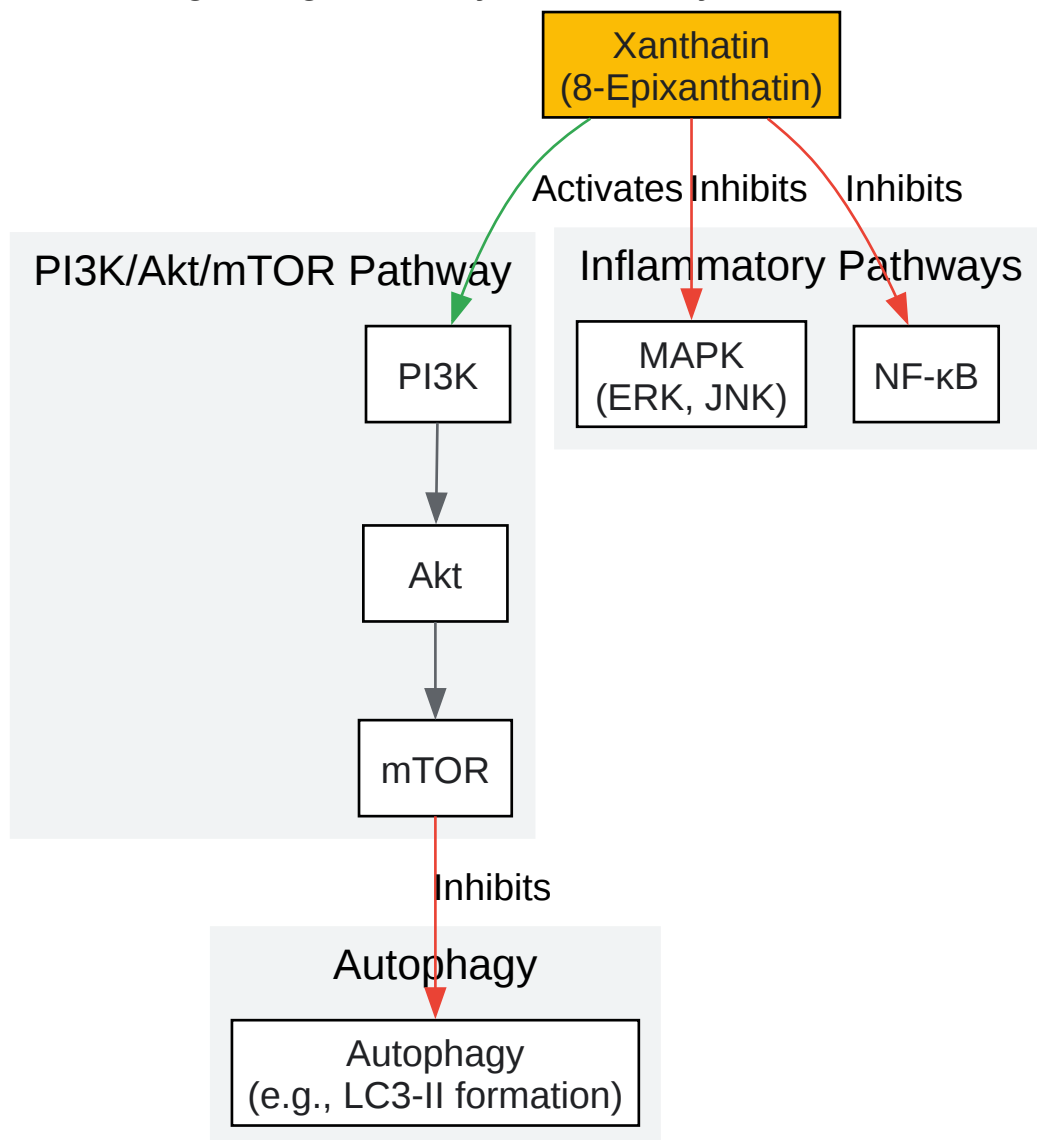 Xanthatin
(8-Epixanthatin)
Activates
Inhibits
Inhibits
PI3K/Akt/mTOR Pathway
Inflammatory Pathways
PI3K
MAPK
(ERK, JNK)
NF-κB
Akt
mTOR
Inhibits
Autophagy
Autophagy
(e.g., LC3-II formation)